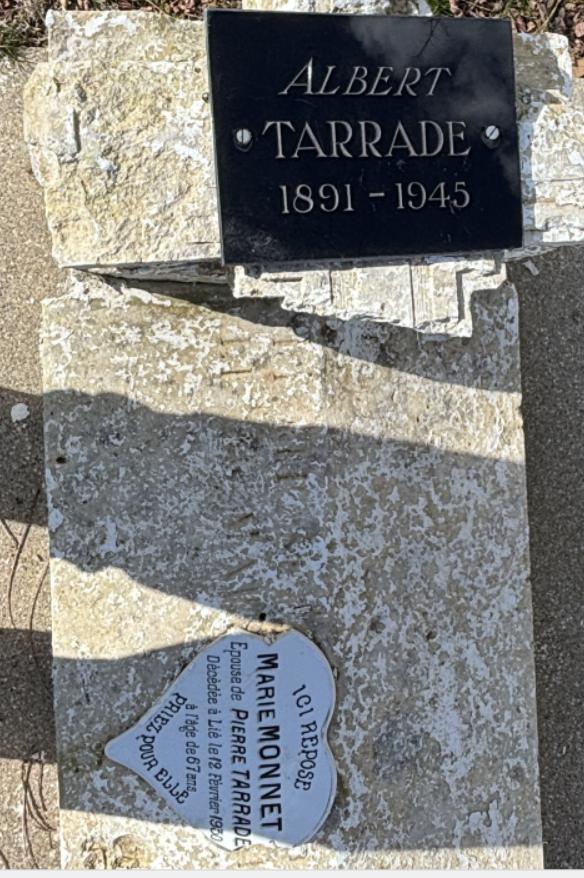 ALBERT
TARRADE
1891 - 1945
ICI REPOSE
MARIE MONNET
Epouse de PIERRE TARRADE
Décédée à Lié le 12 Février 1930
à l'âge de 67 ans.
PRIEZ POUR ELLE